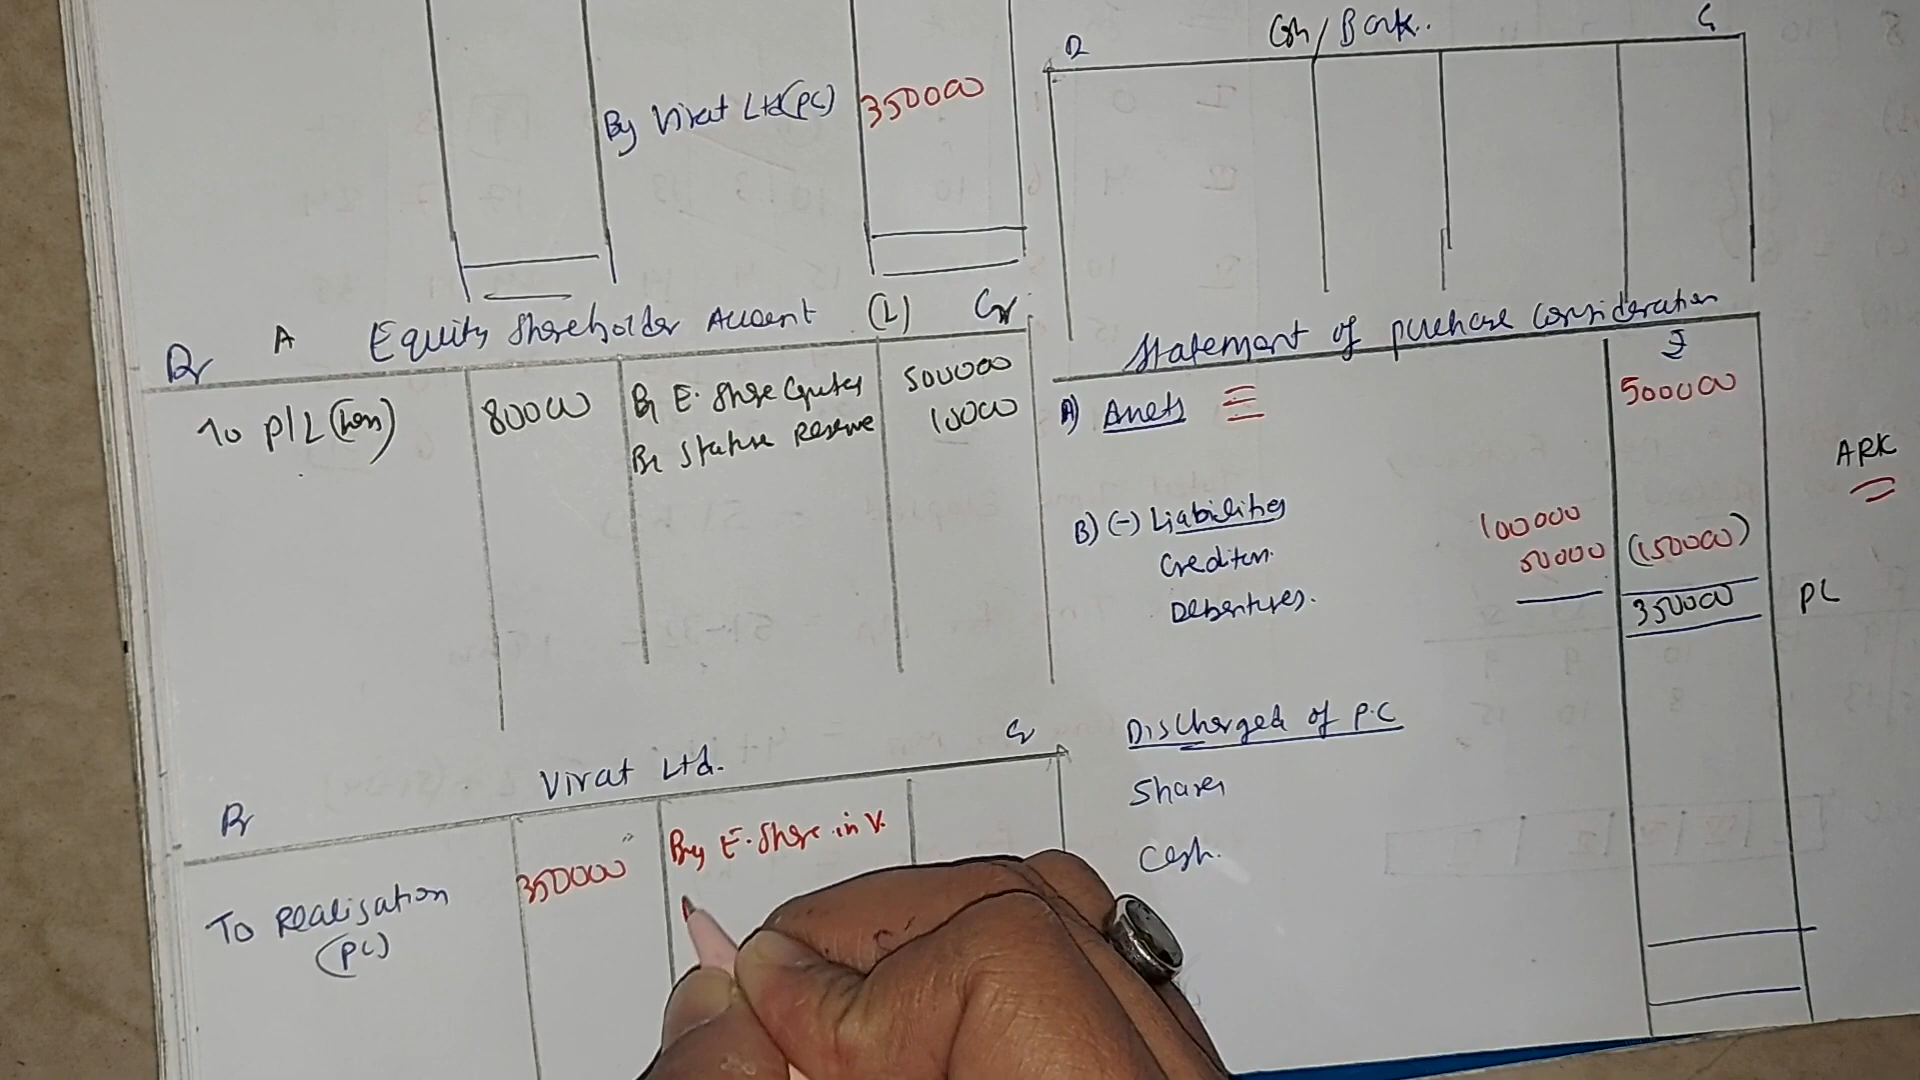 By Virat Ltd (PC) 350000
Dr Cash/Bank.. Cr
Dr A Equity Shareholder Account (L) Cr
To P/L (loss) 80000 By E. Share Capital 500000
By Statue Reserve 10000
Statement of purchase consideration
₹
A) Assets 500000
ARK
B) (-) Liabilities
Creditors 100000
Debentures. 50000 (150000)
350000 PC
Virat Ltd.
Dr Cr
To Realisation 350000 By E. Share in V.
(PC)
Discharged of P.C
Shares
Cash.